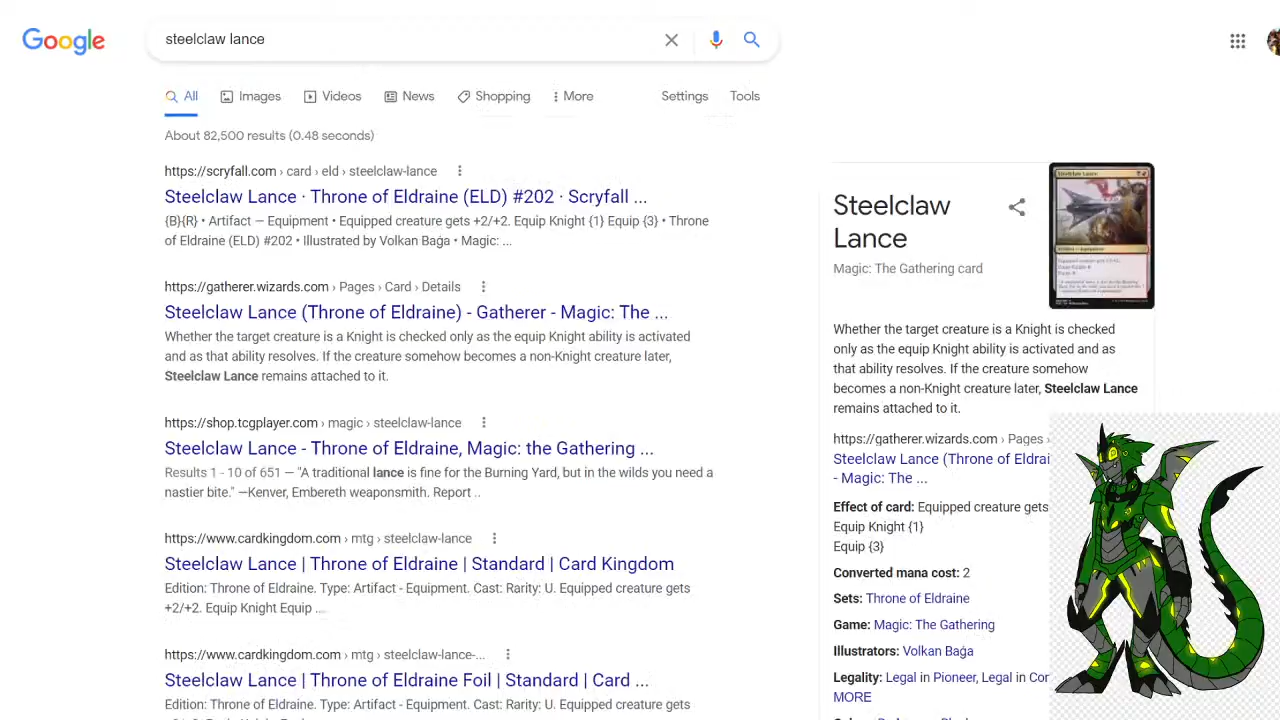 Google
steelclaw lance
All
Images
Videos
News
Shopping
More
Settings
Tools
About 82,500 results (0.48 seconds)
https://scryfall.com › card › eld › steelclaw-lance
Steelclaw Lance · Throne of Eldraine (ELD) #202 · Scryfall ...
{B}{R} • Artifact — Equipment • Equipped creature gets +2/+2. Equip Knight {1} Equip {3} • Throne
of Eldraine (ELD) #202 • Illustrated by Volkan Baģa • Magic: ...
https://gatherer.wizards.com › Pages › Card › Details
Steelclaw Lance (Throne of Eldraine) - Gatherer - Magic: The ...
Whether the target creature is a Knight is checked only as the equip Knight ability is activated
and as that ability resolves. If the creature somehow becomes a non-Knight creature later,
Steelclaw Lance remains attached to it.
https://shop.tcgplayer.com › magic › steelclaw-lance
Steelclaw Lance - Throne of Eldraine, Magic: the Gathering ...
Results 1 - 10 of 651 — "A traditional lance is fine for the Burning Yard, but in the wilds you need a
nastier bite." —Kenver, Embereth weaponsmith. Report ..
https://www.cardkingdom.com › mtg › steelclaw-lance
Steelclaw Lance | Throne of Eldraine | Standard | Card Kingdom
Edition: Throne of Eldraine. Type: Artifact - Equipment. Cast: Rarity: U. Equipped creature gets
+2/+2. Equip Knight Equip ...
https://www.cardkingdom.com › mtg › steelclaw-lance-...
Steelclaw Lance | Throne of Eldraine Foil | Standard | Card ...
Edition: Throne of Eldraine. Type: Artifact - Equipment. Cast: Rarity: U. Equipped creature gets
Steelclaw
Lance
Magic: The Gathering card
Steelclaw Lance
Whether the target creature is a Knight is checked
only as the equip Knight ability is activated and as
that ability resolves. If the creature somehow
becomes a non-Knight creature later, Steelclaw Lance
remains attached to it.
https://gatherer.wizards.com › Pages ›
Steelclaw Lance (Throne of Eldrai
- Magic: The ...
Effect of card: Equipped creature gets
Equip Knight {1}
Equip {3}
Converted mana cost: 2
Sets: Throne of Eldraine
Game: Magic: The Gathering
Illustrators: Volkan Baģa
Legality: Legal in Pioneer, Legal in Cor
MORE